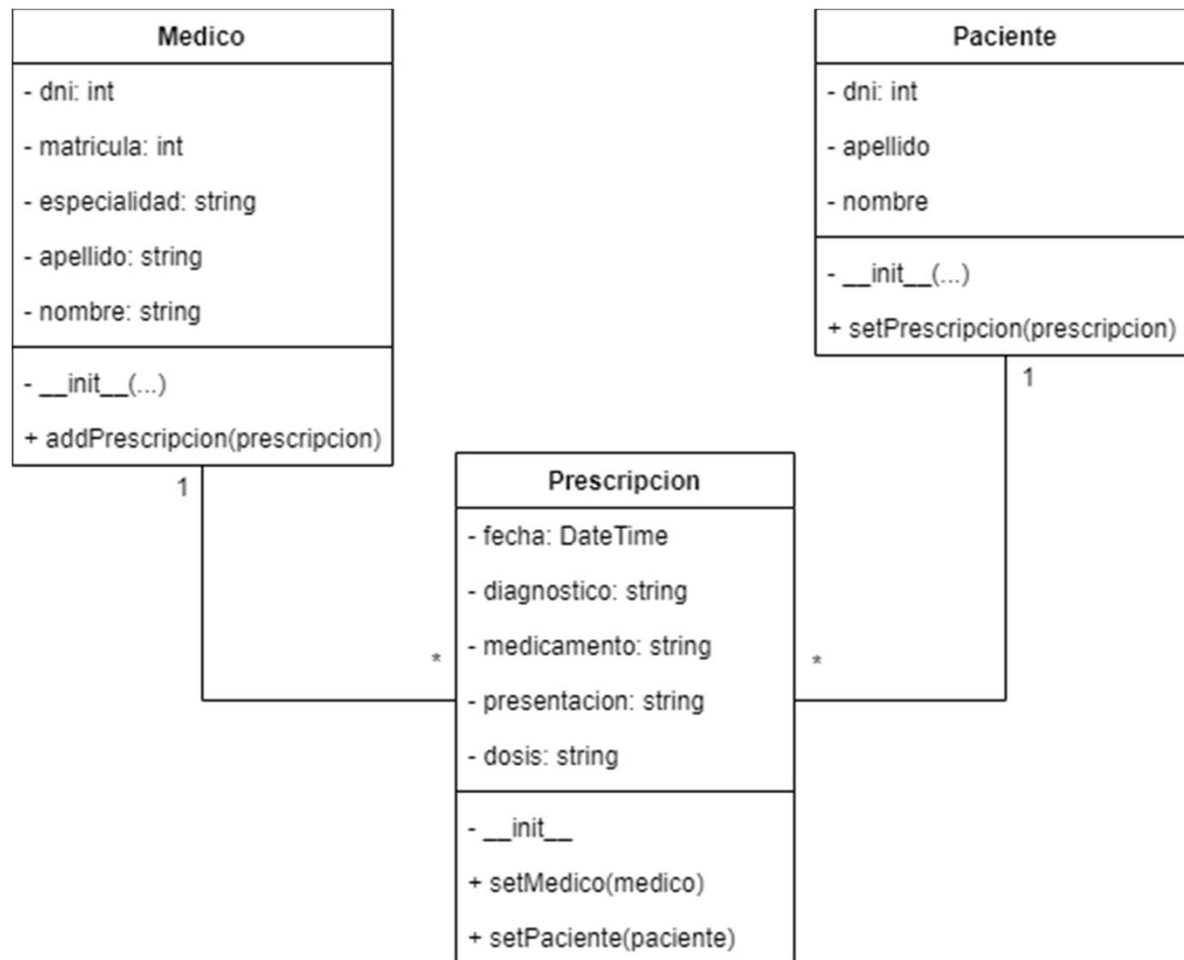 Medico
- dni: int
- matricula: int
- especialidad: string
- apellido: string
- nombre: string
- __init__(...)
+ addPrescripcion(prescripcion)
1
*
Paciente
- dni: int
- apellido
- nombre
- __init__(...)
+ setPrescripcion(prescripcion)
1
*
Prescripcion
- fecha: DateTime
- diagnostico: string
- medicamento: string
- presentacion: string
- dosis: string
- __init__
+ setMedico(medico)
+ setPaciente(paciente)